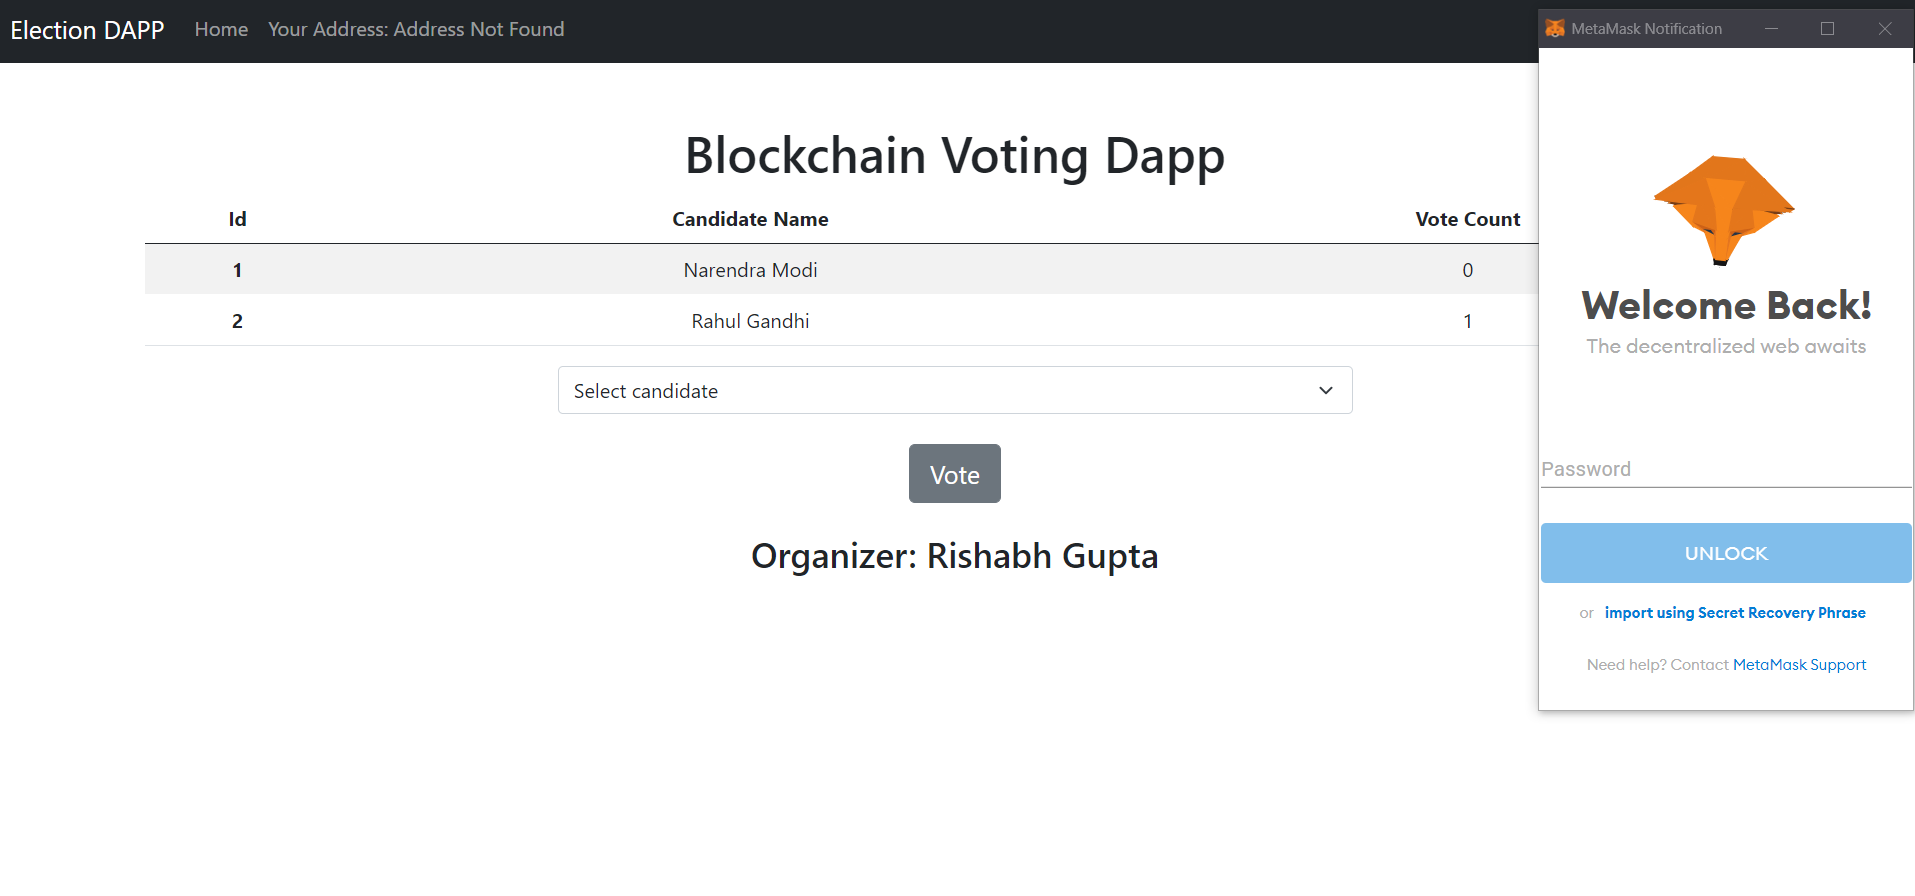 Election DAPP Home Your Address: Address Not Found
Blockchain Voting Dapp
Id Candidate Name Vote Count
1 Narendra Modi 0
2 Rahul Gandhi 1
Select candidate
Vote
Organizer: Rishabh Gupta
MetaMask Notification
Welcome Back!
The decentralized web awaits
Password
UNLOCK
or import using Secret Recovery Phrase
Need help? Contact MetaMask Support